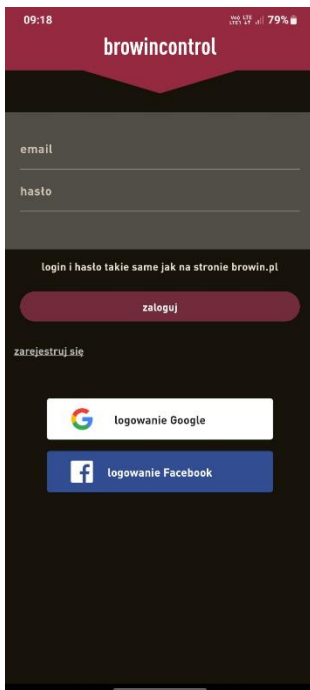 09:18
79%
browincontrol
email
hasło
login i hasło takie same jak na stronie browin.pl
zaloguj
zarejestruj się
logowanie Google
logowanie Facebook